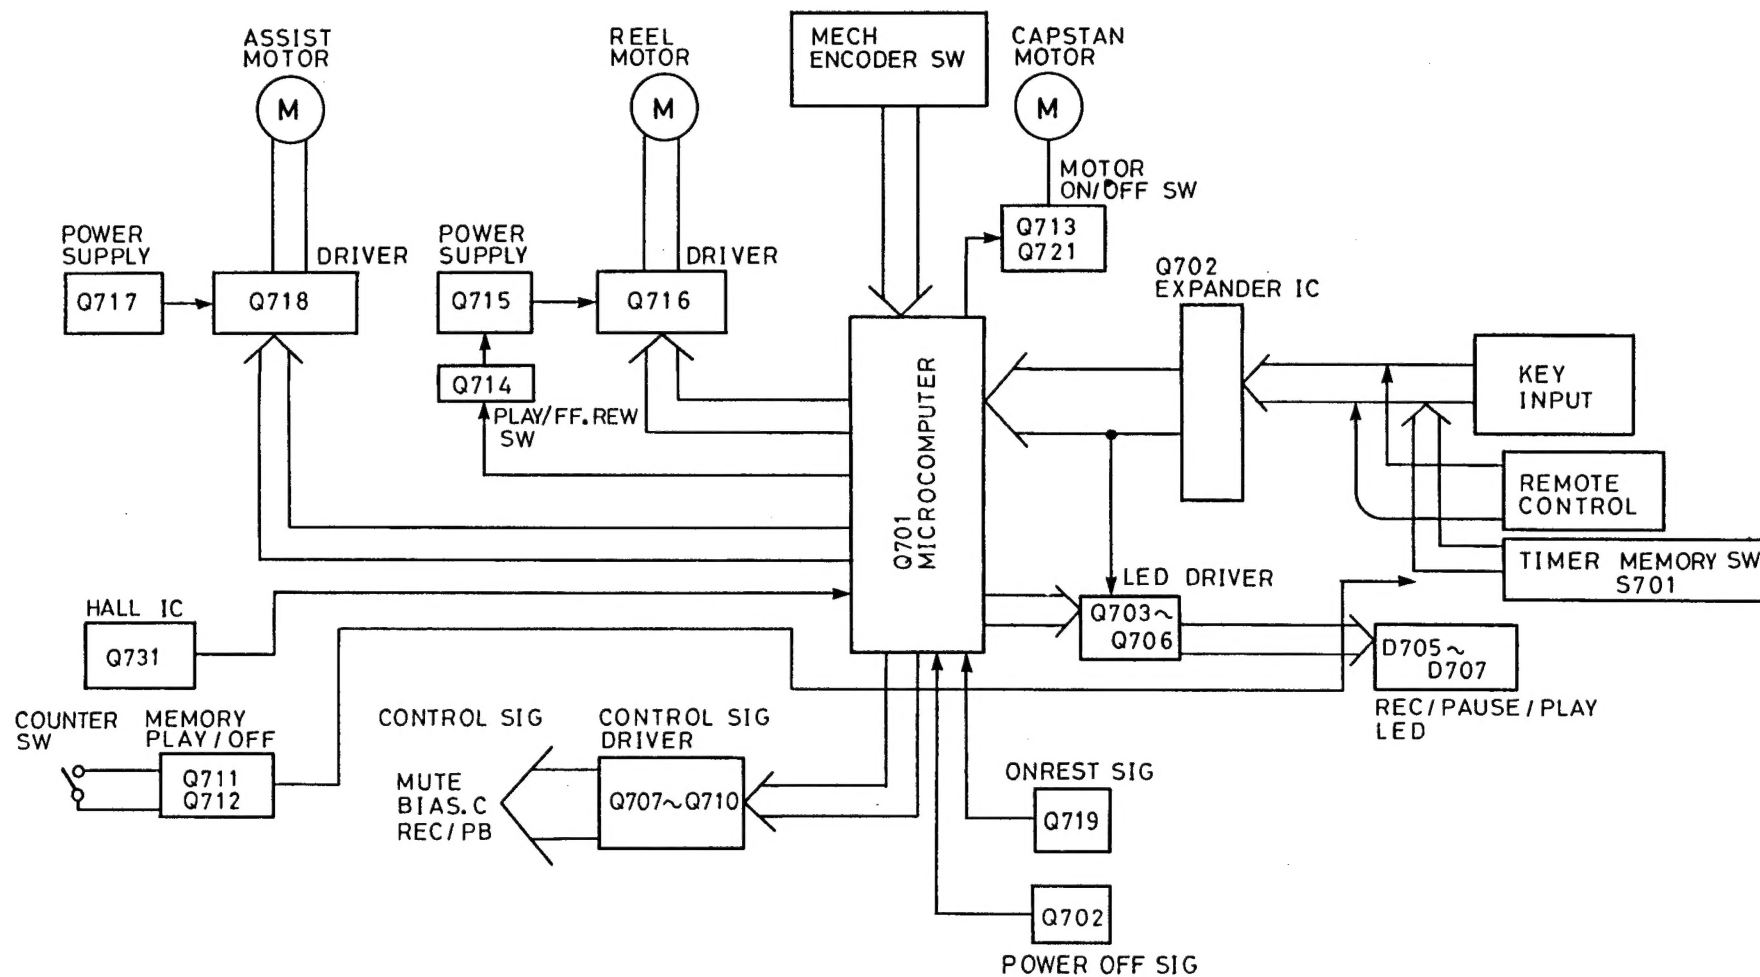 ASSIST
MOTOR
M
REEL
MOTOR
M
MECH
ENCODER SW
CAPSTAN
MOTOR
M
MOTOR
ON/OFF SW
Q713
Q721
POWER
SUPPLY
Q717
DRIVER
Q718
POWER
SUPPLY
Q715
DRIVER
Q716
Q714
PLAY/FF.REW
SW
Q702
EXPANDER IC
KEY
INPUT
REMOTE
CONTROL
TIMER MEMORY SW
S701
Q701
MICROCOMPUTER
LED DRIVER
Q703~
Q706
D705~
D707
REC/PAUSE/PLAY
LED
HALL IC
Q731
COUNTER
SW
MEMORY
PLAY/OFF
Q711
Q712
CONTROL SIG
MUTE
BIAS.C
REC/PB
CONTROL SIG
DRIVER
Q707~Q710
ONREST SIG
Q719
Q702
POWER OFF SIG